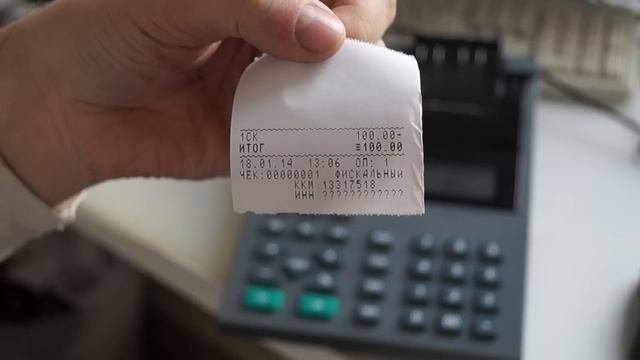 1СК 100.00-
ИТОГ ≡100.00
18.01.14 13:06 ОП: 1
ЧЕК:00000001 ФИСКАЛЬНЫЙ
ККМ 13317518
ИНН ????????????